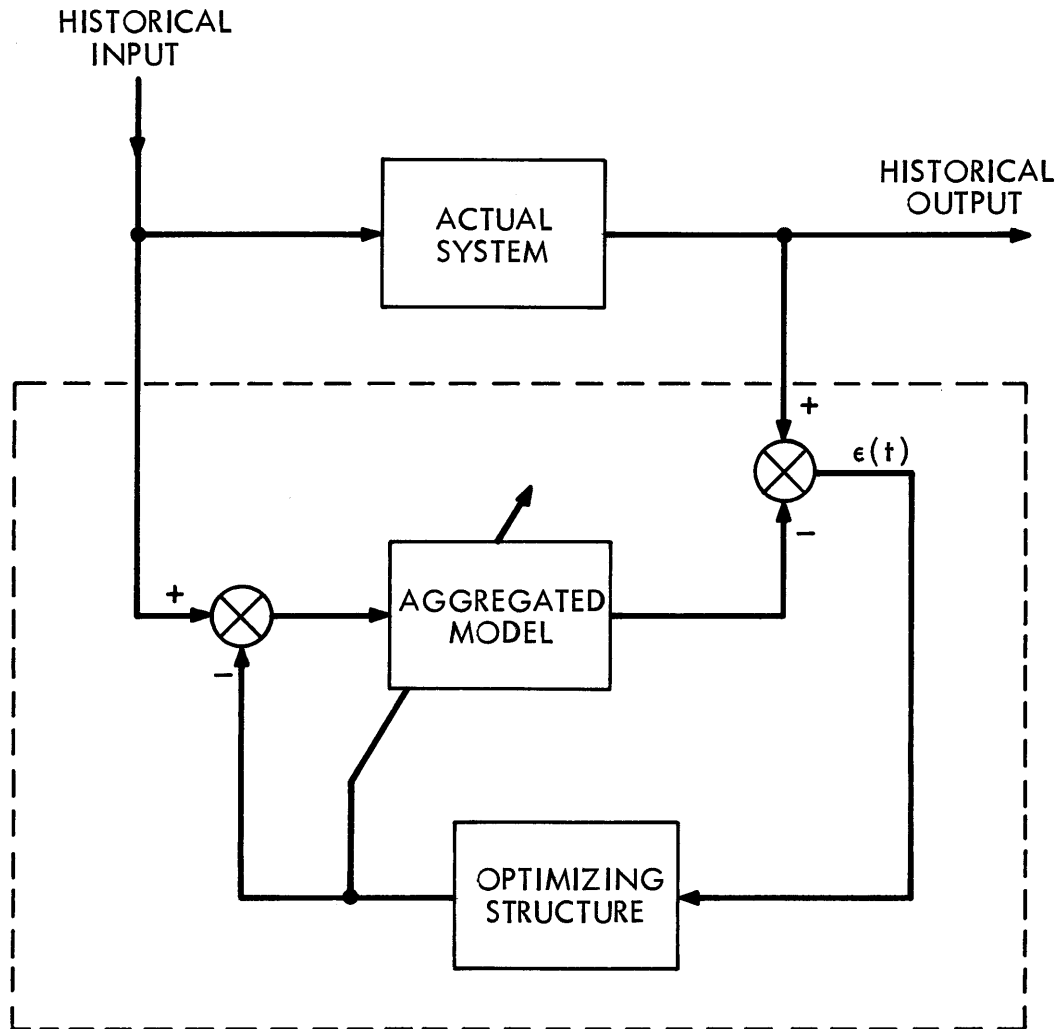 HISTORICAL
INPUT
ACTUAL
SYSTEM
HISTORICAL
OUTPUT
+
ϵ(t)
−
+
AGGREGATED
MODEL
−
OPTIMIZING
STRUCTURE